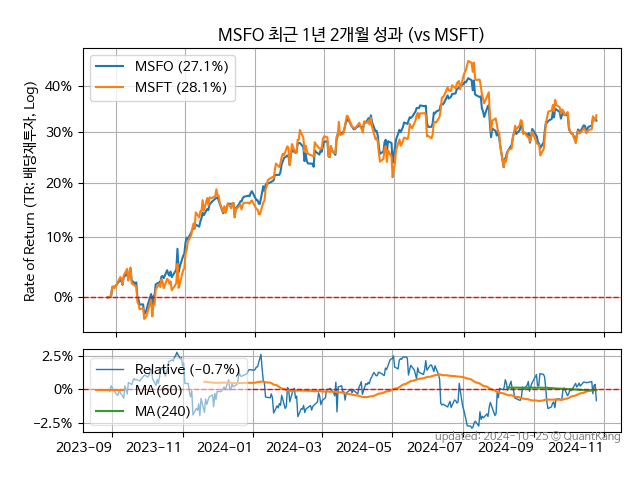 MSFO 최근 1년 2개월 성과 (vs MSFT)
Rate of Return (TR: 배당재투자, Log)
40%
30%
20%
10%
0%
MSFO (27.1%)
MSFT (28.1%)
2.5%
0%
−2.5%
Relative (−0.7%)
MA(60)
MA(240)
updated: 2024-10-25 © QuantKang
2023-09 2023-11 2024-01 2024-03 2024-05 2024-07 2024-09 2024-11